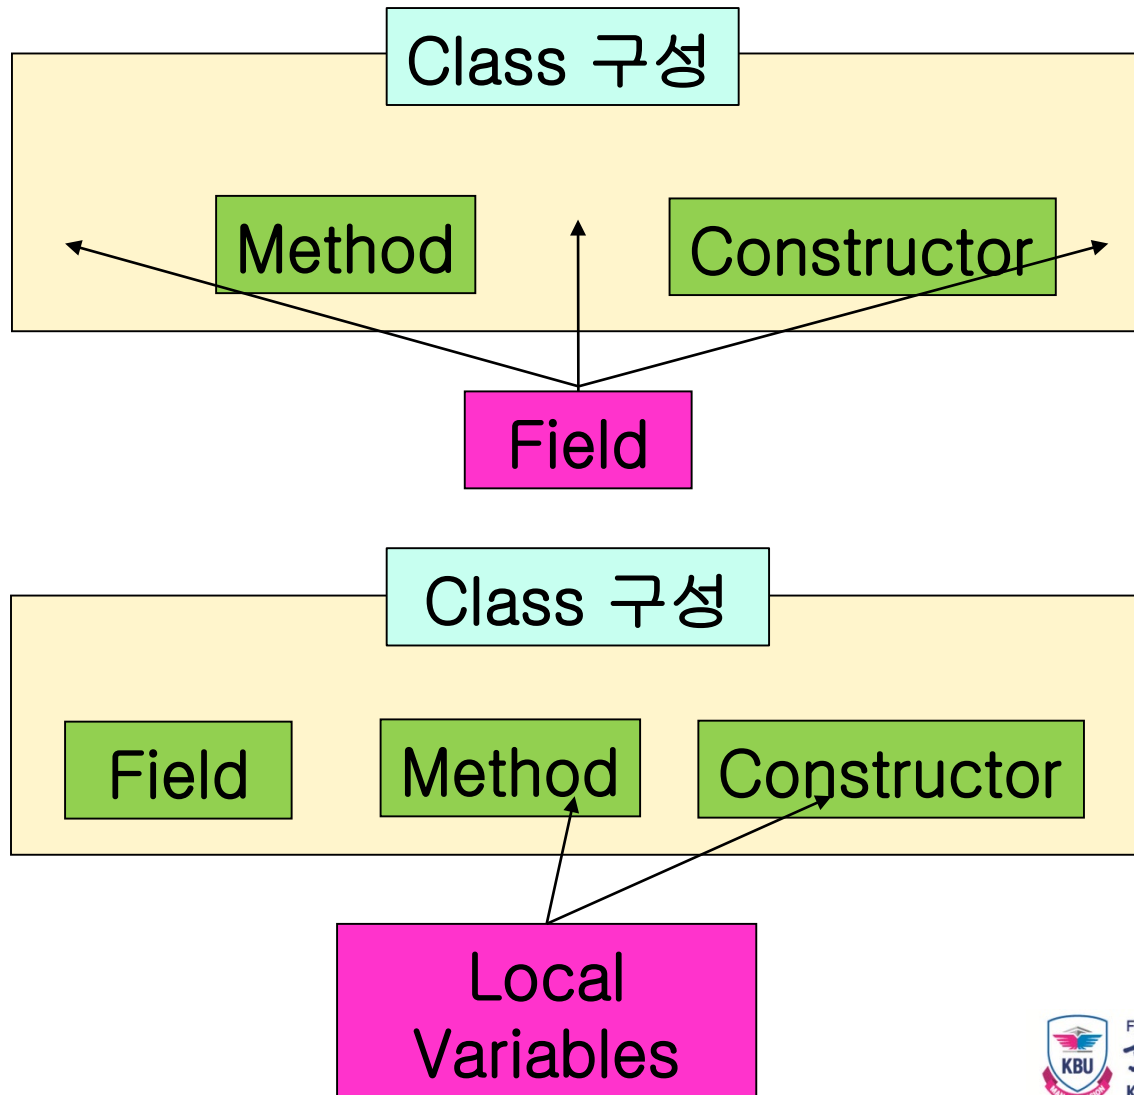 Class 구성
Method
Constructor
Field
Class 구성
Field
Method
Constructor
Local
Variables
KBU